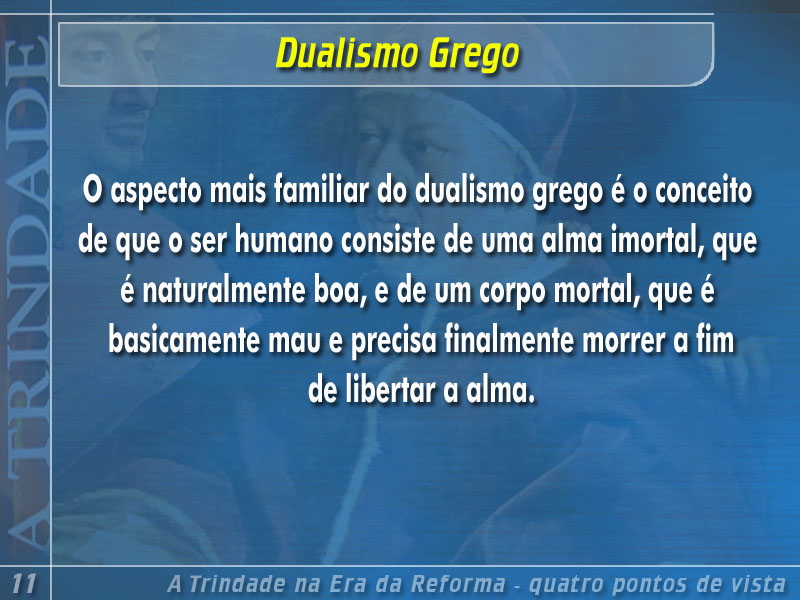 Dualismo Grego
O aspecto mais familiar do dualismo grego é o conceito
de que o ser humano consiste de uma alma imortal, que
é naturalmente boa, e de um corpo mortal, que é
basicamente mau e precisa finalmente morrer a fim
de libertar a alma.
A TRINDADE
11
A Trindade na Era da Reforma - quatro pontos de vista